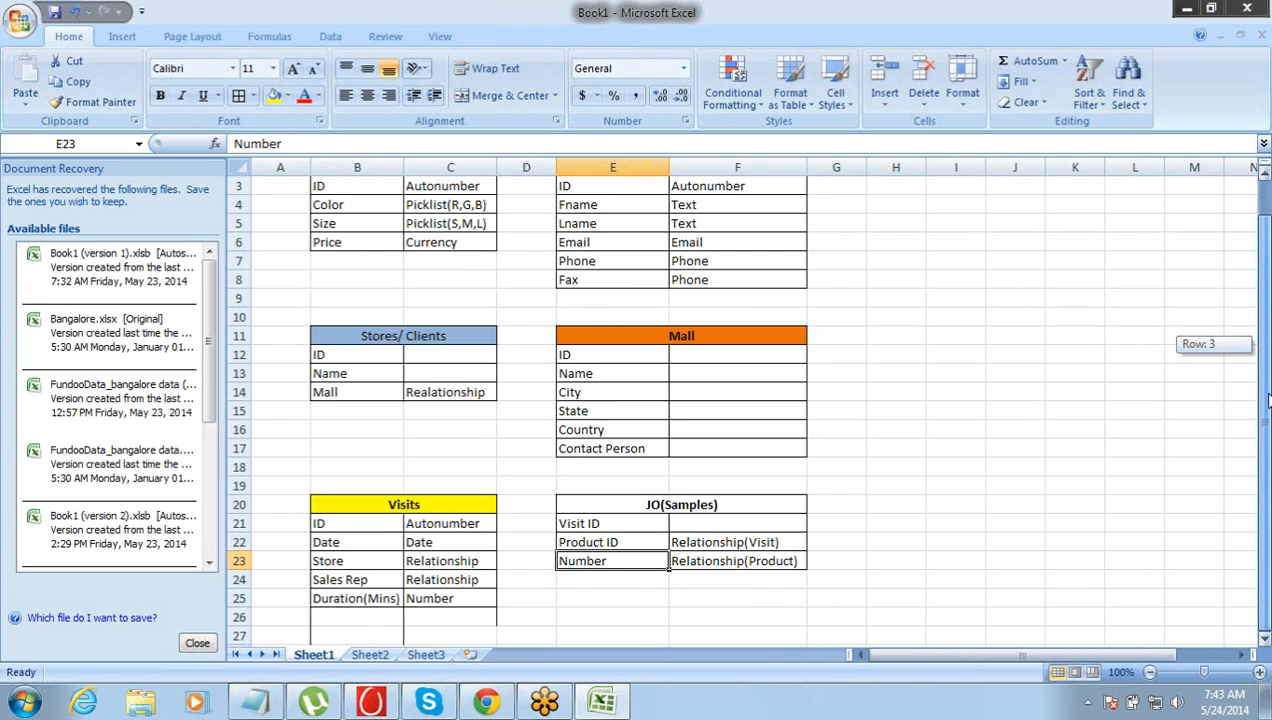 Book1 - Microsoft Excel
Home Insert Page Layout Formulas Data Review View
Cut
Copy
Format Painter
Paste
Clipboard
Calibri 11
B I U
Font
Wrap Text
Merge & Center
Alignment
General
$ % ,
Number
Conditional Formatting
Format as Table
Cell Styles
Styles
Insert Delete Format
Cells
AutoSum
Fill
Clear
Sort & Filter
Find & Select
Editing
E23 fx Number
Document Recovery
Excel has recovered the following files. Save
the ones you wish to keep.
Available files
Book1 (version 1).xlsb [Autos...
Version created from the last ...
7:32 AM Friday, May 23, 2014
Bangalore.xlsx [Original]
Version created last time the ...
5:30 AM Monday, January 01...
FundooData_bangalore data (...
Version created last time the ...
12:57 PM Friday, May 23, 2014
FundooData_bangalore data....
Version created last time the ...
5:30 AM Monday, January 01...
Book1 (version 2).xlsb [Autos...
Version created from the last ...
2:29 PM Friday, May 23, 2014
Which file do I want to save?
Close
A B C D E F G H I J K L M N
3 ID Autonumber ID Autonumber
4 Color Picklist(R,G,B) Fname Text
5 Size Picklist(S,M,L) Lname Text
6 Price Currency Email Email
7 Phone Phone
8 Fax Phone
9
10
11 Stores/ Clients Mall
12 ID ID
13 Name Name
14 Mall Realationship City
15 State
16 Country
17 Contact Person
18
19
20 Visits JO(Samples)
21 ID Autonumber Visit ID
22 Date Date Product ID Relationship(Visit)
23 Store Relationship Number Relationship(Product)
24 Sales Rep Relationship
25 Duration(Mins) Number
26
27
Row: 3
Sheet1 Sheet2 Sheet3
Ready
100%
7:43 AM
5/24/2014